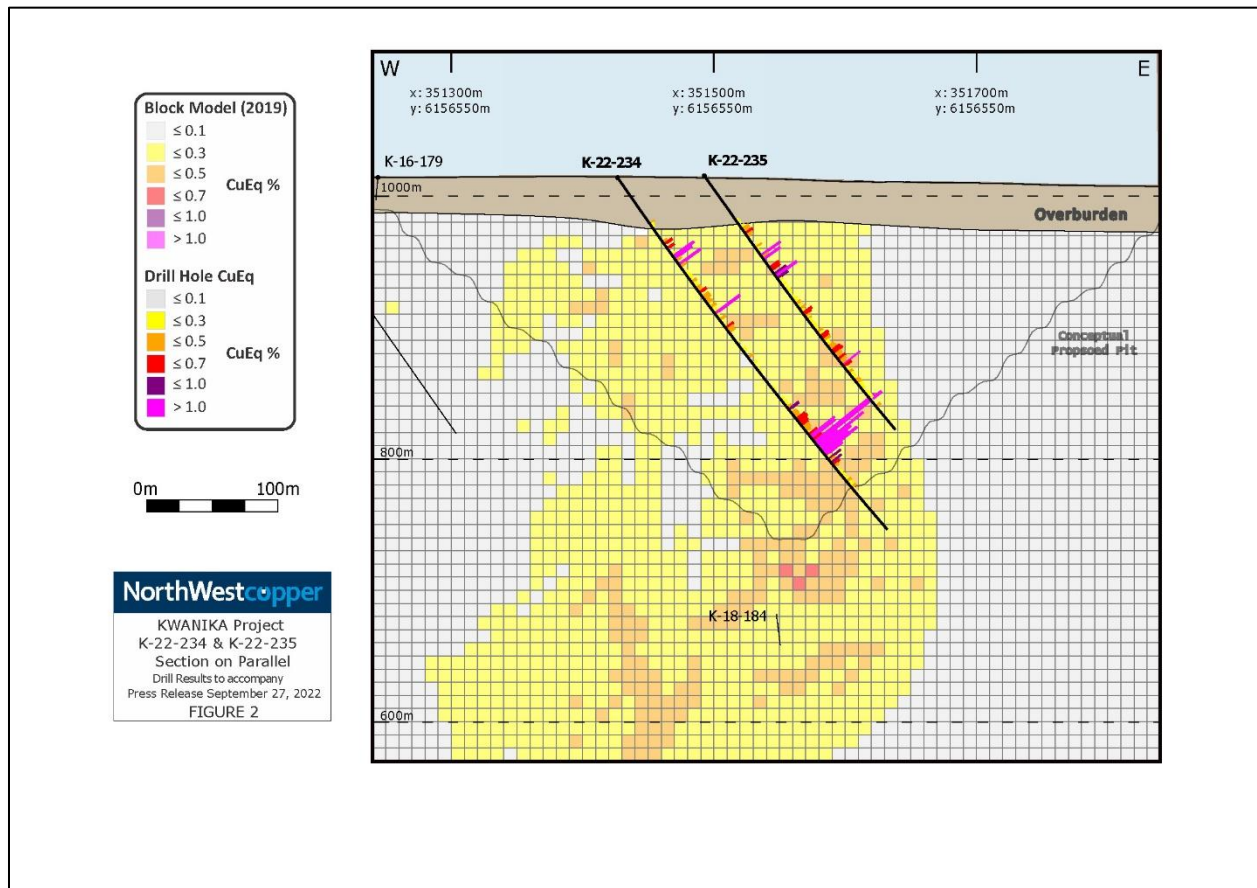 W
E
x: 351300m
y: 6156550m
x: 351500m
y: 6156550m
x: 351700m
y: 6156550m
K-16-179
K-22-234
K-22-235
1000m
Overburden
Conceptual
Propsoed Pit
800m
K-18-184
600m
Block Model (2019)
≤ 0.1
≤ 0.3
≤ 0.5
≤ 0.7
≤ 1.0
> 1.0
CuEq %
Drill Hole CuEq
≤ 0.1
≤ 0.3
≤ 0.5
≤ 0.7
≤ 1.0
> 1.0
CuEq %
0m
100m
NorthWestcopper
KWANIKA Project
K-22-234 & K-22-235
Section on Parallel
Drill Results to accompany
Press Release September 27, 2022
FIGURE 2